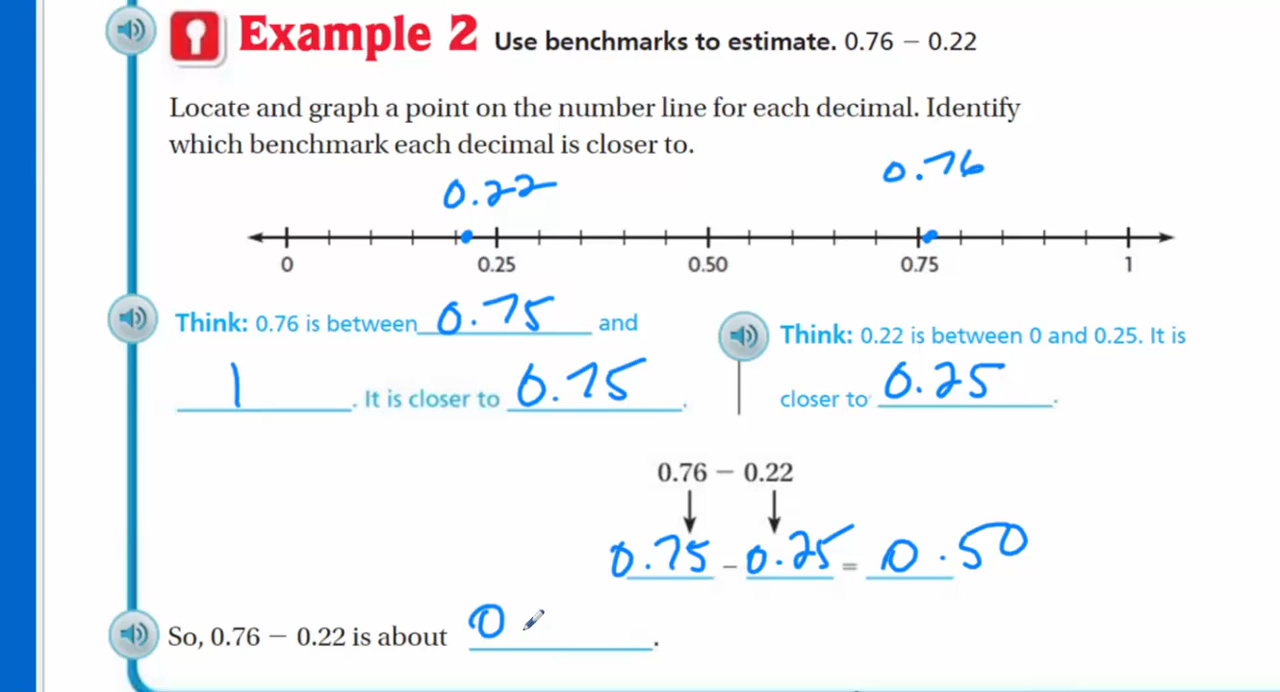 Example 2 Use benchmarks to estimate. 0.76 − 0.22
Locate and graph a point on the number line for each decimal. Identify
which benchmark each decimal is closer to.
0.22 0.76
0 0.25 0.50 0.75 1
Think: 0.76 is between 0.75 and
1. It is closer to 0.75.
Think: 0.22 is between 0 and 0.25. It is
closer to 0.25.
0.76 − 0.22
0.75 − 0.25 = 0.50
So, 0.76 − 0.22 is about 0.